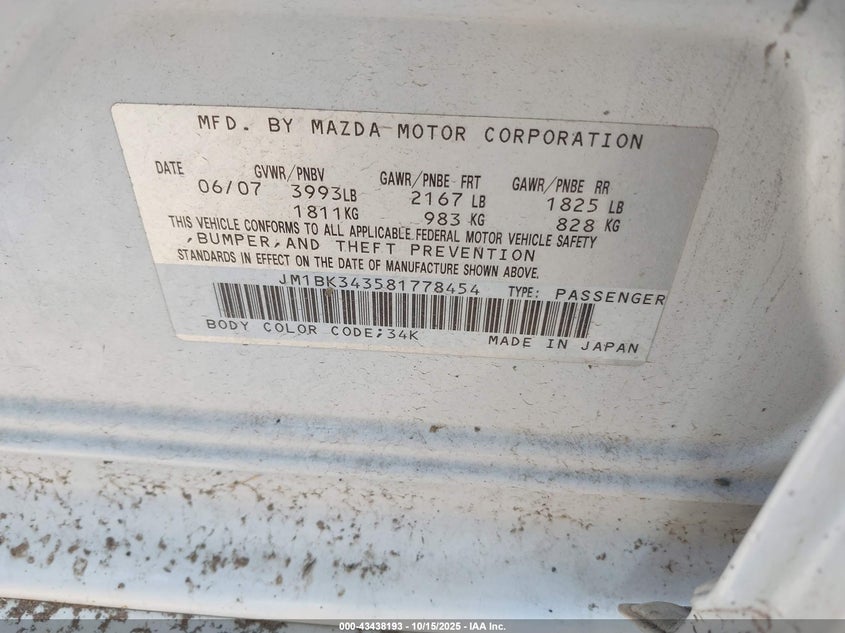 MFD. BY MAZDA MOTOR CORPORATION
DATE GVWR/PNBV GAWR/PNBE FRT GAWR/PNBE RR
06/07 3993LB 2167 LB 1825 LB
1811KG 983 KG 828 KG
THIS VEHICLE CONFORMS TO ALL APPLICABLE FEDERAL MOTOR VEHICLE SAFETY
,BUMPER, AND THEFT PREVENTION
STANDARDS IN EFFECT ON THE DATE OF MANUFACTURE SHOWN ABOVE.
JM1BK343581778454 TYPE: PASSENGER
BODY COLOR CODE;34K MADE IN JAPAN
000-43438193 - 10/15/2025 - IAA Inc.